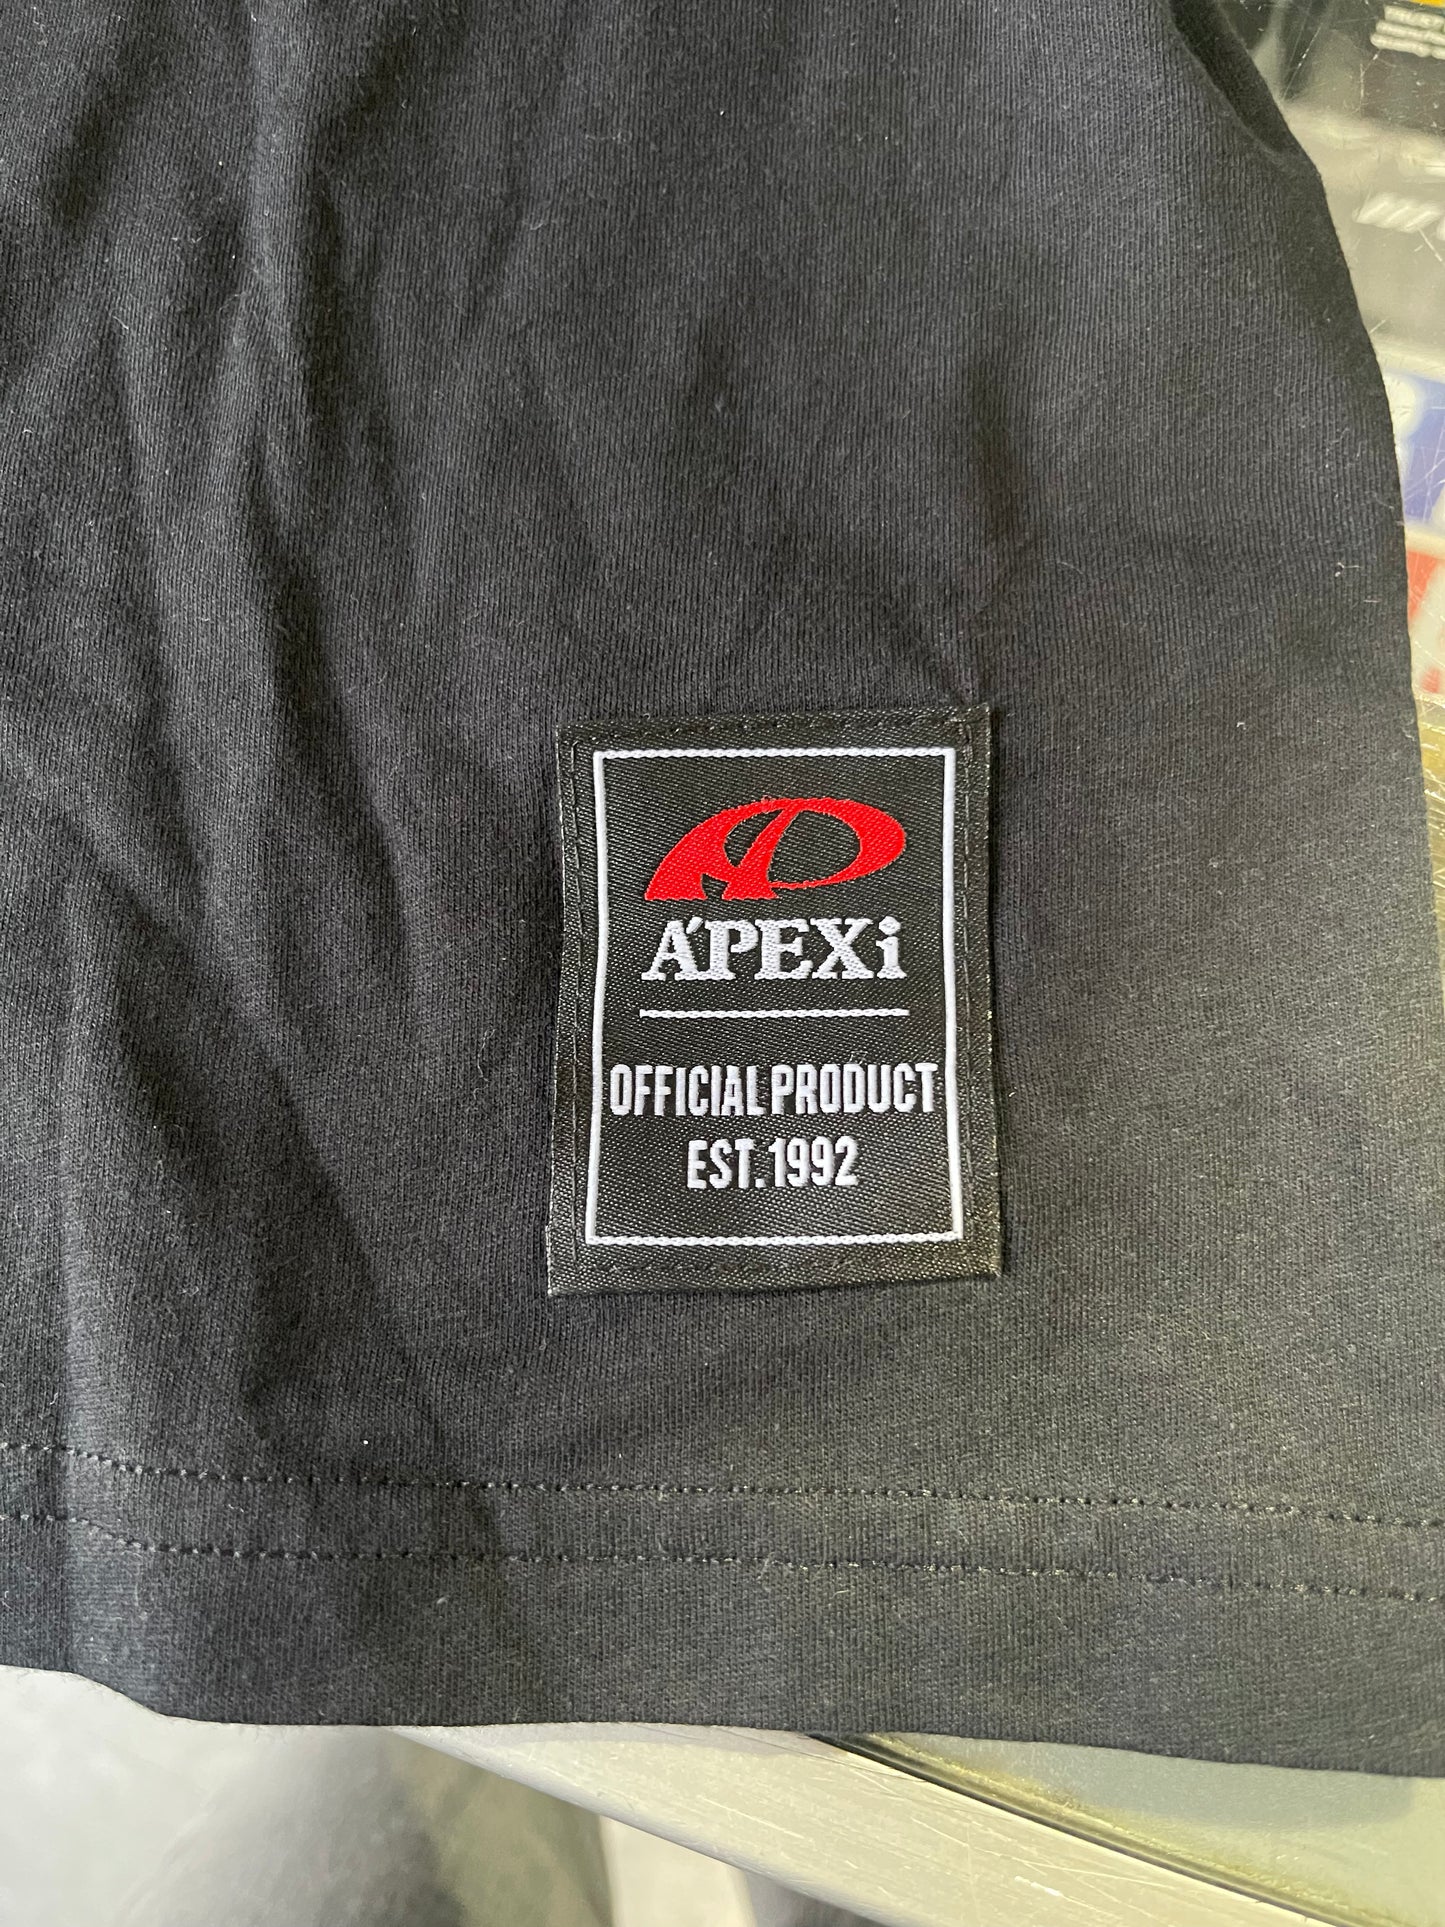 A'PEXi
OFFICIAL PRODUCT
EST.1992